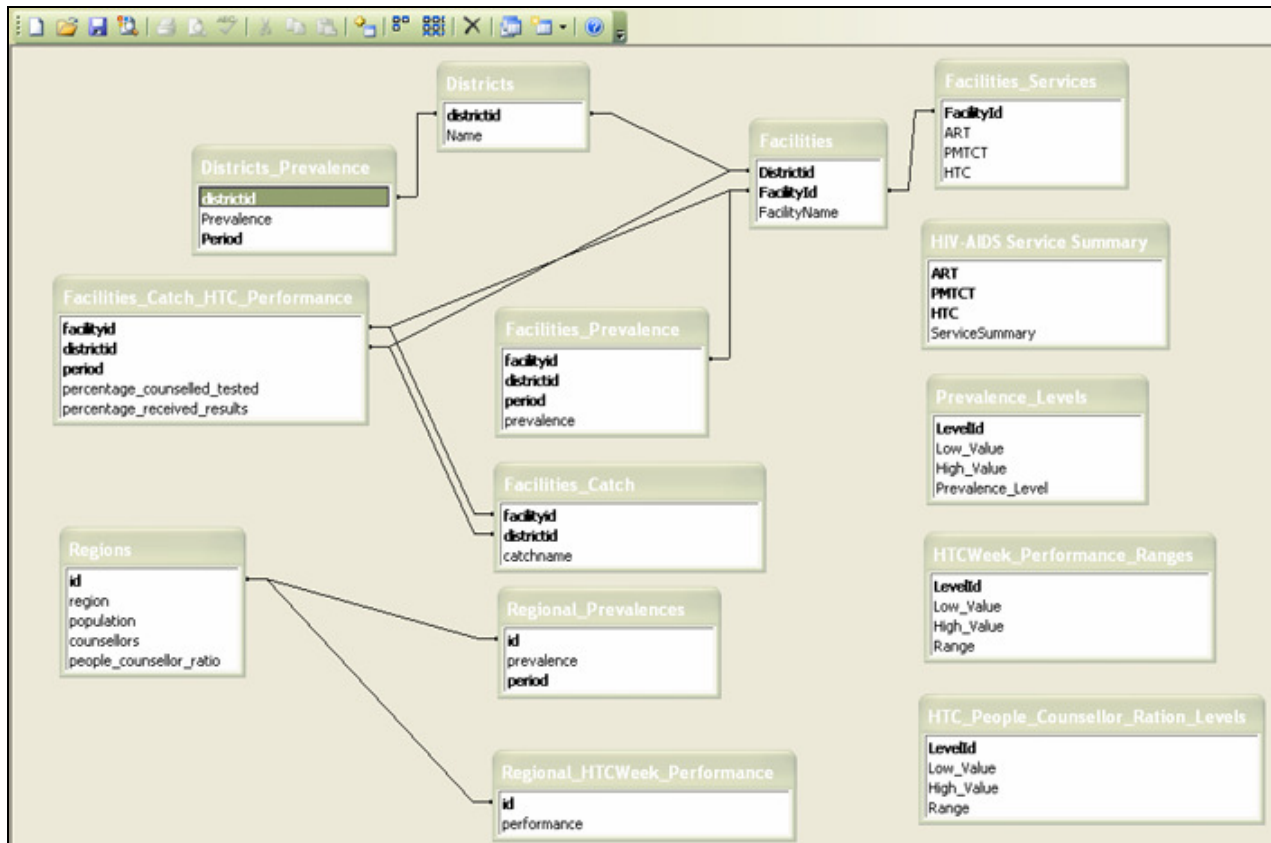 Districts
districtid
Name
Districts_Prevalence
districtid
Prevalence
Period
Facilities
Districtid
FacilityId
FacilityName
Facilities_Services
FacilityId
ART
PMTCT
HTC
HIV-AIDS Service Summary
ART
PMTCT
HTC
ServiceSummary
Facilities_Catch_HTC_Performance
facilityid
districtid
period
percentage_counselled_tested
percentage_received_results
Facilities_Prevalence
facilityid
districtid
period
prevalence
Prevalence_Levels
LevelId
Low_Value
High_Value
Prevalence_Level
Facilities_Catch
facilityid
districtid
catchname
Regions
id
region
population
counsellors
people_counsellor_ratio
HTCWeek_Performance_Ranges
LevelId
Low_Value
High_Value
Range
Regional_Prevalences
id
prevalence
period
HTC_People_Counsellor_Ration_Levels
LevelId
Low_Value
High_Value
Range
Regional_HTCWeek_Performance
id
performance